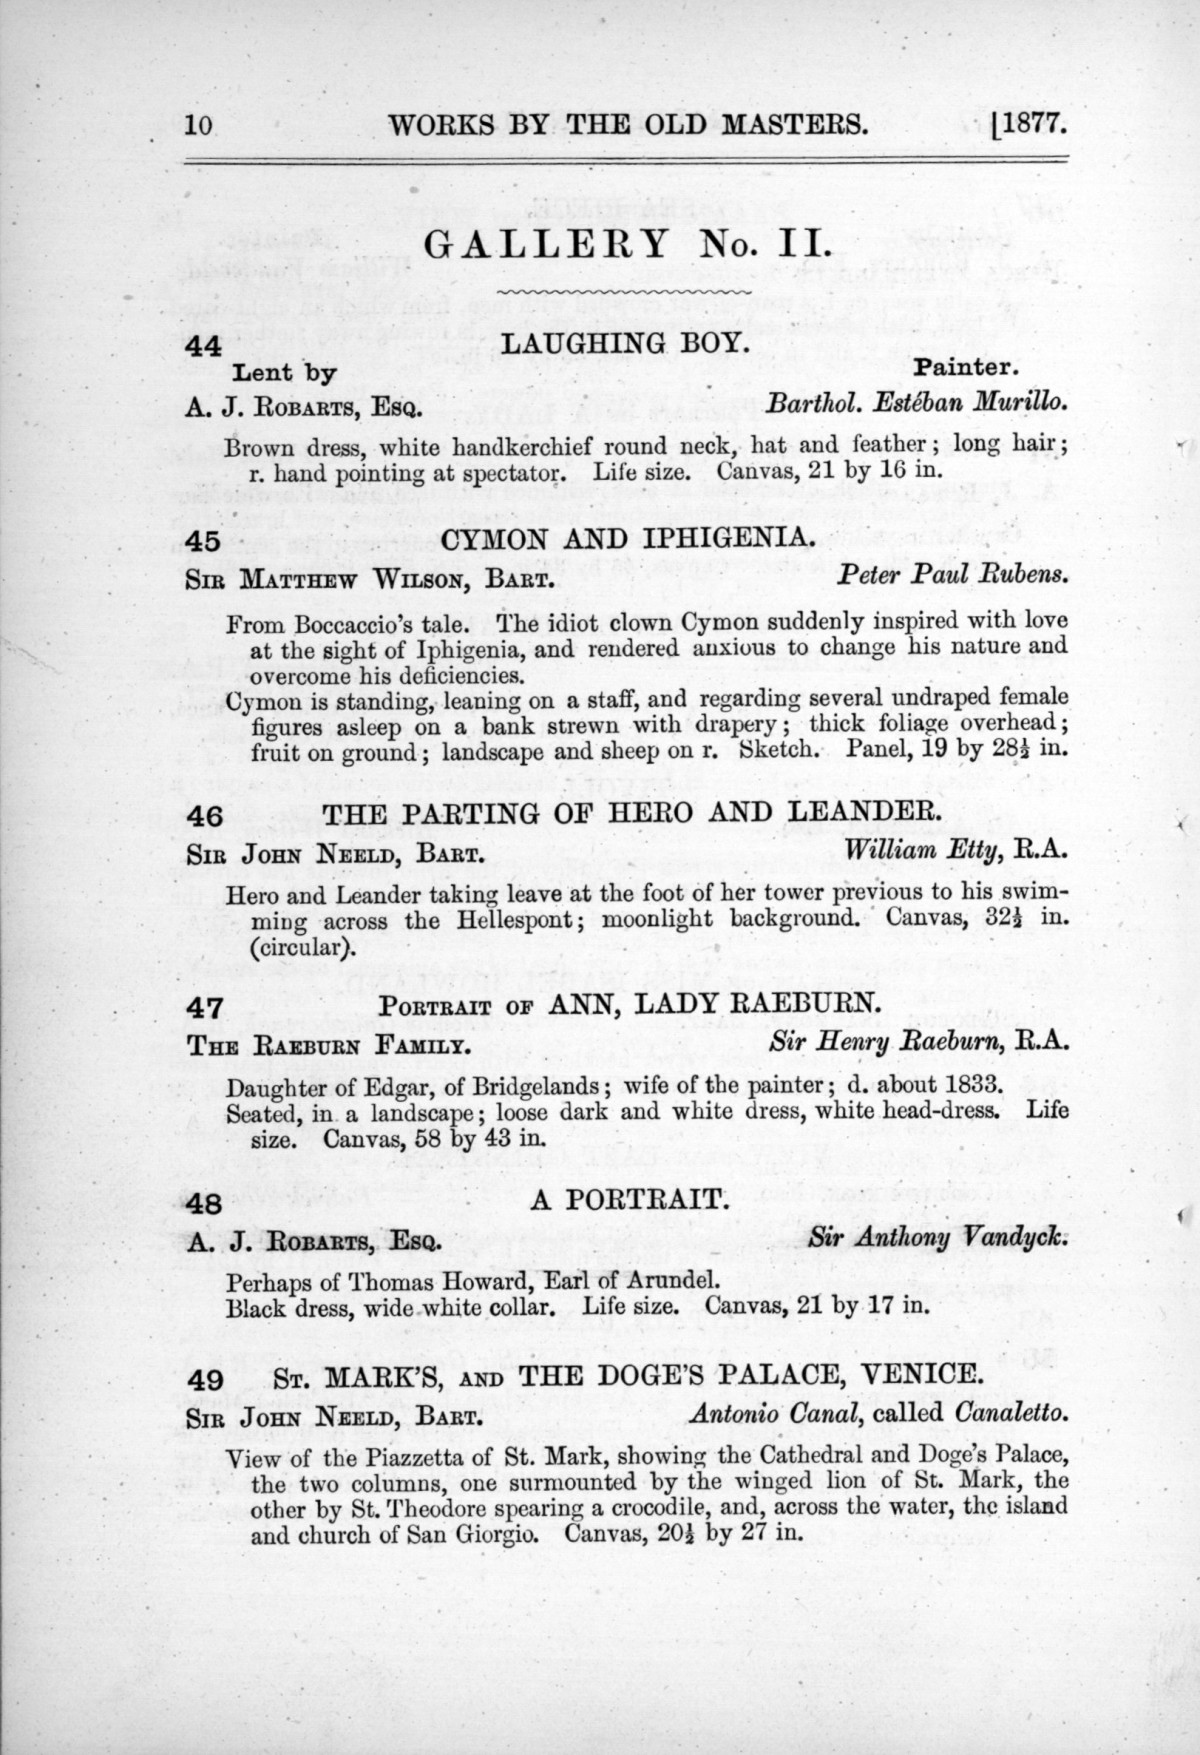 10 WORKS BY THE OLD MASTERS. [1877.
GALLERY No. II.
44 LAUGHING BOY.
Lent by Painter.
A. J. ROBARTS, ESQ. Barthol. Estéban Murillo.
Brown dress, white handkerchief round neck, hat and feather; long hair;
r. hand pointing at spectator. Life size. Canvas, 21 by 16 in.
45 CYMON AND IPHIGENIA.
SIR MATTHEW WILSON, BART. Peter Paul Rubens.
From Boccaccio's tale. The idiot clown Cymon suddenly inspired with love
at the sight of Iphigenia, and rendered anxious to change his nature and
overcome his deficiencies.
Cymon is standing, leaning on a staff, and regarding several undraped female
figures asleep on a bank strewn with drapery; thick foliage overhead;
fruit on ground; landscape and sheep on r. Sketch. Panel, 19 by 28½ in.
46 THE PARTING OF HERO AND LEANDER.
SIR JOHN NEELD, BART. William Etty, R.A.
Hero and Leander taking leave at the foot of her tower previous to his swim-
ming across the Hellespont; moonlight background. Canvas, 32½ in.
(circular).
47 PORTRAIT OF ANN, LADY RAEBURN.
THE RAEBURN FAMILY. Sir Henry Raeburn, R.A.
Daughter of Edgar, of Bridgelands; wife of the painter; d. about 1833.
Seated, in a landscape; loose dark and white dress, white head-dress. Life
size. Canvas, 58 by 43 in.
48 A PORTRAIT.
A. J. ROBARTS, ESQ. Sir Anthony Vandyck.
Perhaps of Thomas Howard, Earl of Arundel.
Black dress, wide white collar. Life size. Canvas, 21 by 17 in.
49 ST. MARK'S, AND THE DOGE'S PALACE, VENICE.
SIR JOHN NEELD, BART. Antonio Canal, called Canaletto.
View of the Piazzetta of St. Mark, showing the Cathedral and Doge's Palace,
the two columns, one surmounted by the winged lion of St. Mark, the
other by St. Theodore spearing a crocodile, and, across the water, the island
and church of San Giorgio. Canvas, 20½ by 27 in.